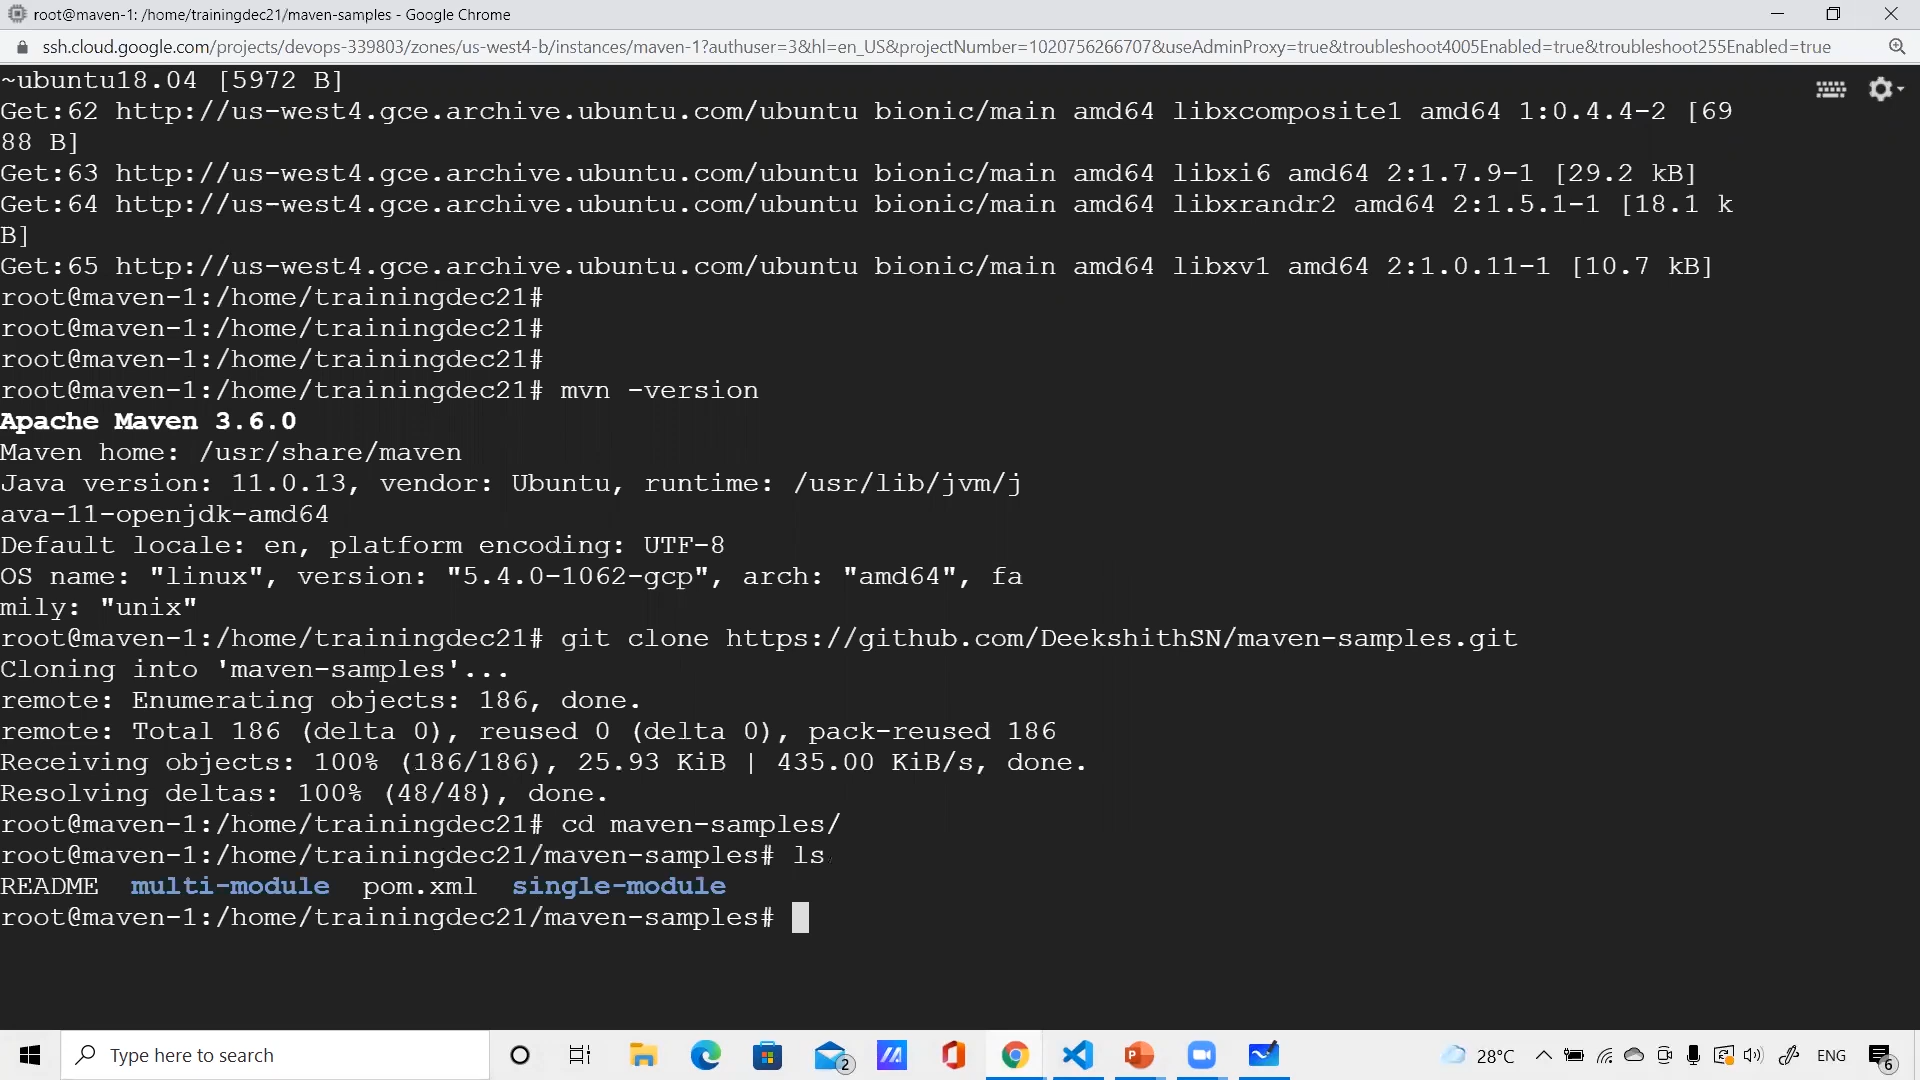 root@maven-1: /home/trainingdec21/maven-samples - Google Chrome
ssh.cloud.google.com/projects/devops-339803/zones/us-west4-b/instances/maven-1?authuser=3&hl=en_US&projectNumber=1020756266707&useAdminProxy=true&troubleshoot4005Enabled=true&troubleshoot255Enabled=true
~ubuntu18.04 [5972 B]
Get:62 http://us-west4.gce.archive.ubuntu.com/ubuntu bionic/main amd64 libxcomposite1 amd64 1:0.4.4-2 [69
88 B]
Get:63 http://us-west4.gce.archive.ubuntu.com/ubuntu bionic/main amd64 libxi6 amd64 2:1.7.9-1 [29.2 kB]
Get:64 http://us-west4.gce.archive.ubuntu.com/ubuntu bionic/main amd64 libxrandr2 amd64 2:1.5.1-1 [18.1 k
B]
Get:65 http://us-west4.gce.archive.ubuntu.com/ubuntu bionic/main amd64 libxv1 amd64 2:1.0.11-1 [10.7 kB]
root@maven-1:/home/trainingdec21#
root@maven-1:/home/trainingdec21#
root@maven-1:/home/trainingdec21#
root@maven-1:/home/trainingdec21# mvn -version
Apache Maven 3.6.0
Maven home: /usr/share/maven
Java version: 11.0.13, vendor: Ubuntu, runtime: /usr/lib/jvm/j
ava-11-openjdk-amd64
Default locale: en, platform encoding: UTF-8
OS name: "linux", version: "5.4.0-1062-gcp", arch: "amd64", fa
mily: "unix"
root@maven-1:/home/trainingdec21# git clone https://github.com/DeekshithSN/maven-samples.git
Cloning into 'maven-samples'...
remote: Enumerating objects: 186, done.
remote: Total 186 (delta 0), reused 0 (delta 0), pack-reused 186
Receiving objects: 100% (186/186), 25.93 KiB | 435.00 KiB/s, done.
Resolving deltas: 100% (48/48), done.
root@maven-1:/home/trainingdec21# cd maven-samples/
root@maven-1:/home/trainingdec21/maven-samples# ls
README multi-module pom.xml single-module
root@maven-1:/home/trainingdec21/maven-samples#
Type here to search
2
28°C
ENG
6